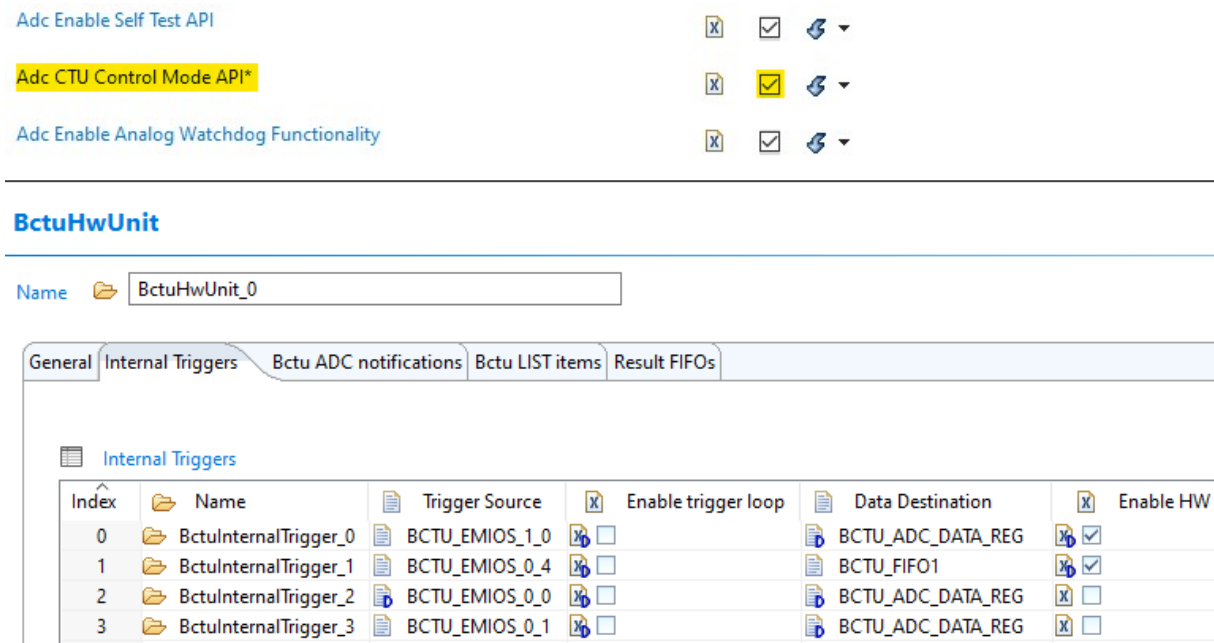 Adc Enable Self Test API
Adc CTU Control Mode API*
Adc Enable Analog Watchdog Functionality
BctuHwUnit
Name BctuHwUnit_0
General Internal Triggers Bctu ADC notifications Bctu LIST items Result FIFOs
Internal Triggers
Index Name Trigger Source Enable trigger loop Data Destination Enable HW
0 BctuInternalTrigger_0 BCTU_EMIOS_1_0 BCTU_ADC_DATA_REG
1 BctuInternalTrigger_1 BCTU_EMIOS_0_4 BCTU_FIFO1
2 BctuInternalTrigger_2 BCTU_EMIOS_0_0 BCTU_ADC_DATA_REG
3 BctuInternalTrigger_3 BCTU_EMIOS_0_1 BCTU_ADC_DATA_REG